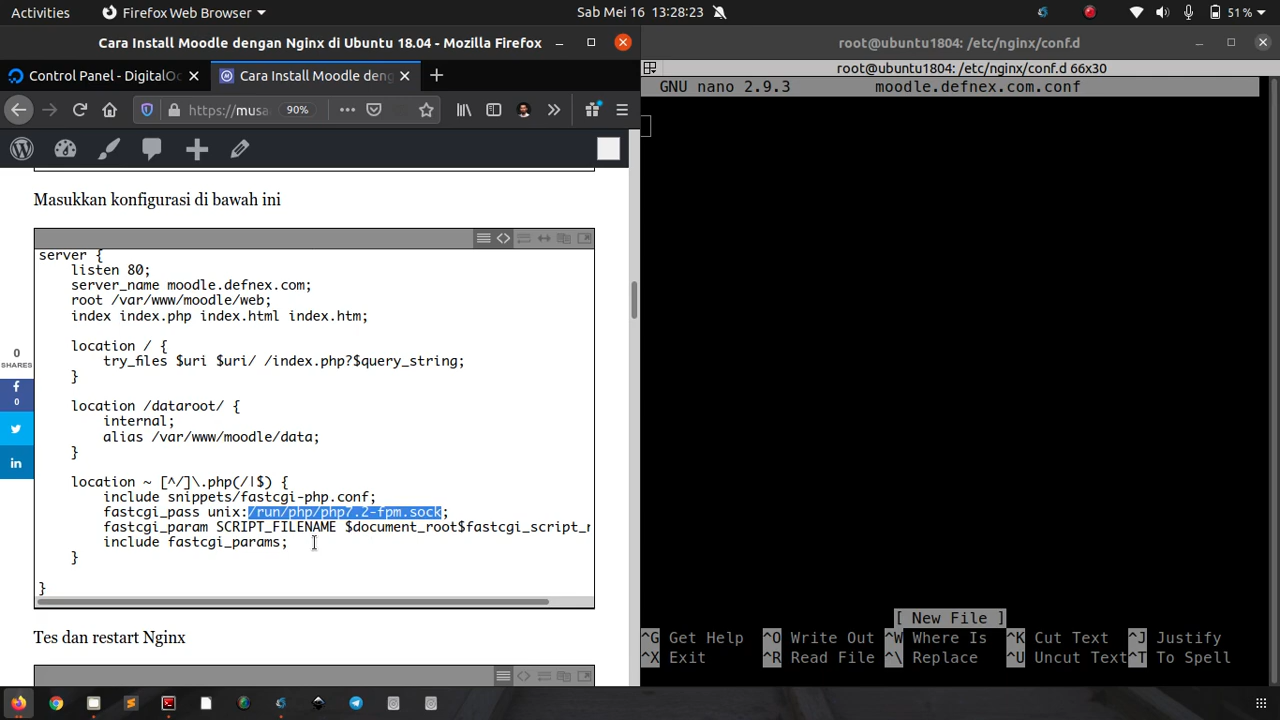 Activities Firefox Web Browser Sab Mei 16 13:28:23 51 %
Cara Install Moodle dengan Nginx di Ubuntu 18.04 - Mozilla Firefox
Control Panel - DigitalOc Cara Install Moodle deng
https://musa 90%
Masukkan konfigurasi di bawah ini
server {
    listen 80;
    server_name moodle.defnex.com;
    root /var/www/moodle/web;
    index index.php index.html index.htm;
    location / {
        try_files $uri $uri/ /index.php?$query_string;
    }
    location /dataroot/ {
        internal;
        alias /var/www/moodle/data;
    }
    location ~ [^/]\.php(/|$) {
        include snippets/fastcgi-php.conf;
        fastcgi_pass unix:/run/php/php7.2-fpm.sock;
        fastcgi_param SCRIPT_FILENAME $document_root$fastcgi_script_r
        include fastcgi_params;
    }
}
Tes dan restart Nginx
0
SHARES
0
root@ubuntu1804: /etc/nginx/conf.d
root@ubuntu1804: /etc/nginx/conf.d 66x30
GNU nano 2.9.3 moodle.defnex.com.conf
[ New File ]
^G Get Help ^O Write Out ^W Where Is ^K Cut Text ^J Justify
^X Exit ^R Read File ^\ Replace ^U Uncut Text ^T To Spell